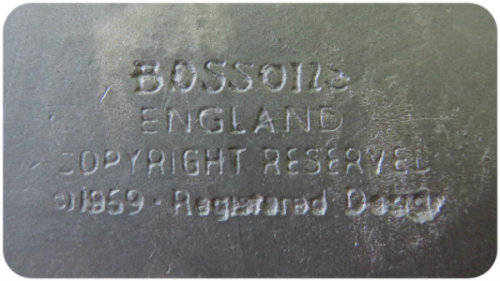 BOSSONS
ENGLAND
COPYRIGHT RESERVED
© 1959 · Registered Design